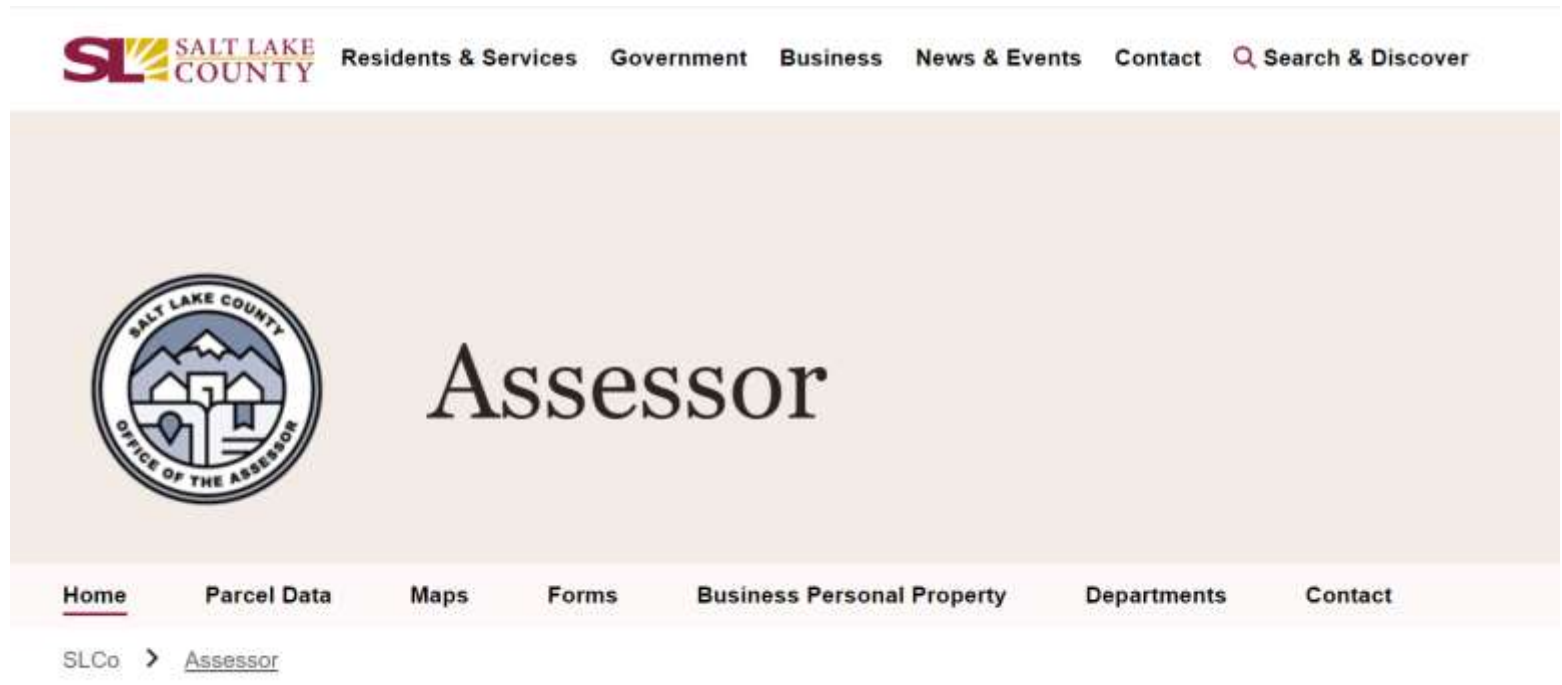 SL SALT LAKE COUNTY Residents & Services Government Business News & Events Contact Search & Discover
SALT LAKE COUNTY
OFFICE OF THE ASSESSOR
Assessor
Home Parcel Data Maps Forms Business Personal Property Departments Contact
SLCo > Assessor